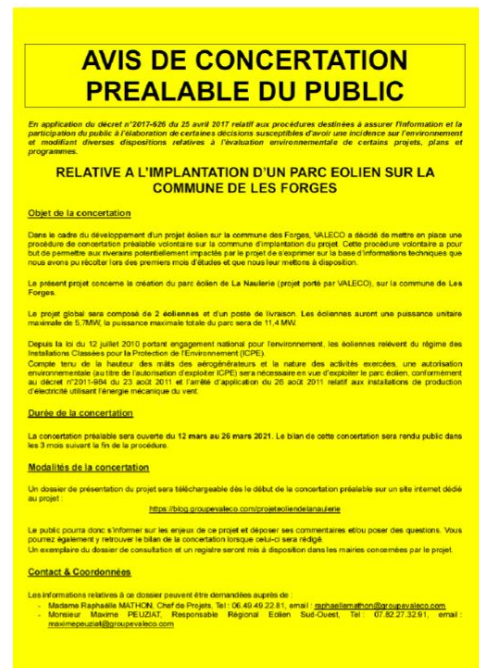 AVIS DE CONCERTATION
PREALABLE DU PUBLIC
En application du décret n°2017-626 du 25 avril 2017 relatif aux procédures destinées à assurer l'information et la
participation du public à l'élaboration de certaines décisions susceptibles d'avoir une incidence sur l'environnement
et modifiant diverses dispositions relatives à l'évaluation environnementale de certains projets, plans et
programmes.
RELATIVE A L'IMPLANTATION D'UN PARC EOLIEN SUR LA
COMMUNE DE LES FORGES
Objet de la concertation
Dans le cadre du développement d'un projet éolien sur la commune des Forges, VALECO a décidé de mettre en place une
procédure de concertation préalable volontaire sur la commune d'implantation du projet. Cette procédure volontaire a pour
but de permettre aux riverains potentiellement impactés par le projet de s'exprimer sur la base d'informations techniques que
nous avons pu récolter lors des premiers mois d'études et que nous leur mettons à disposition.
Le présent projet concerne la création du parc éolien de La Naulerie (projet porté par VALECO), sur la commune de Les
Forges.
Le projet global sera composé de 2 éoliennes et d'un poste de livraison. Les éoliennes auront une puissance unitaire
maximale de 5,7MW, la puissance maximale totale du parc sera de 11,4 MW.
Depuis la loi du 12 juillet 2010 portant engagement national pour l'environnement, les éoliennes relèvent du régime des
Installations Classées pour la Protection de l'Environnement (ICPE).
Compte tenu de la hauteur des mâts des aérogénérateurs et la nature des activités exercées, une autorisation
environnementale (au titre de l'autorisation d'exploiter ICPE) sera nécessaire en vue d'exploiter le parc éolien, conformément
au décret n°2011-984 du 23 août 2011 et l'arrêté d'application du 26 août 2011 relatif aux installations de production
d'électricité utilisant l'énergie mécanique du vent.
Durée de la concertation
La concertation préalable sera ouverte du 12 mars au 26 mars 2021. Le bilan de cette concertation sera rendu public dans
les 3 mois suivant la fin de la procédure.
Modalités de la concertation
Un dossier de présentation du projet sera téléchargeable dès le début de la concertation préalable sur un site internet dédié
au projet :
https://blog.groupevaleco.com/projeteoliendelanaulerie
Le public pourra donc s'informer sur les enjeux de ce projet et déposer ses commentaires et/ou poser des questions. Vous
pourrez également y retrouver le bilan de la concertation lorsque celui-ci sera rédigé.
Un exemplaire du dossier de consultation et un registre seront mis à disposition dans les mairies concernées par le projet.
Contact & Coordonnées
Les informations relatives à ce dossier peuvent être demandées auprès de :
- Madame Raphaëlle MATHON, Chef de Projets, Tel : 06.49.49.22.81, email : raphaellemathon@groupevaleco.com
- Monsieur Maxime PEUZIAT, Responsable Régional Eolien Sud-Ouest, Tel : 07.82.27.32.91, email :
maximepeuziat@groupevaleco.com